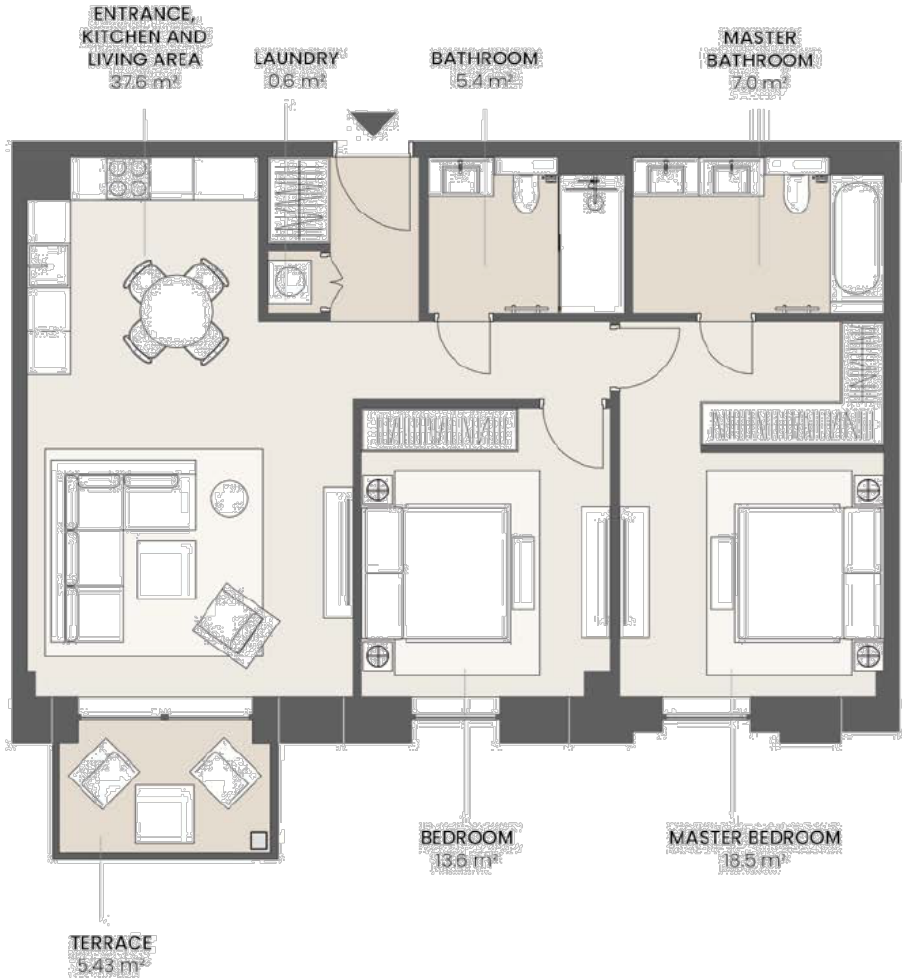 ENTRANCE,
KITCHEN AND
LIVING AREA
37.6 m²
LAUNDRY
0.6 m²
BATHROOM
5.4 m²
MASTER
BATHROOM
7.0 m²
BEDROOM
13.6 m²
MASTER BEDROOM
18.5 m²
TERRACE
5.43 m²